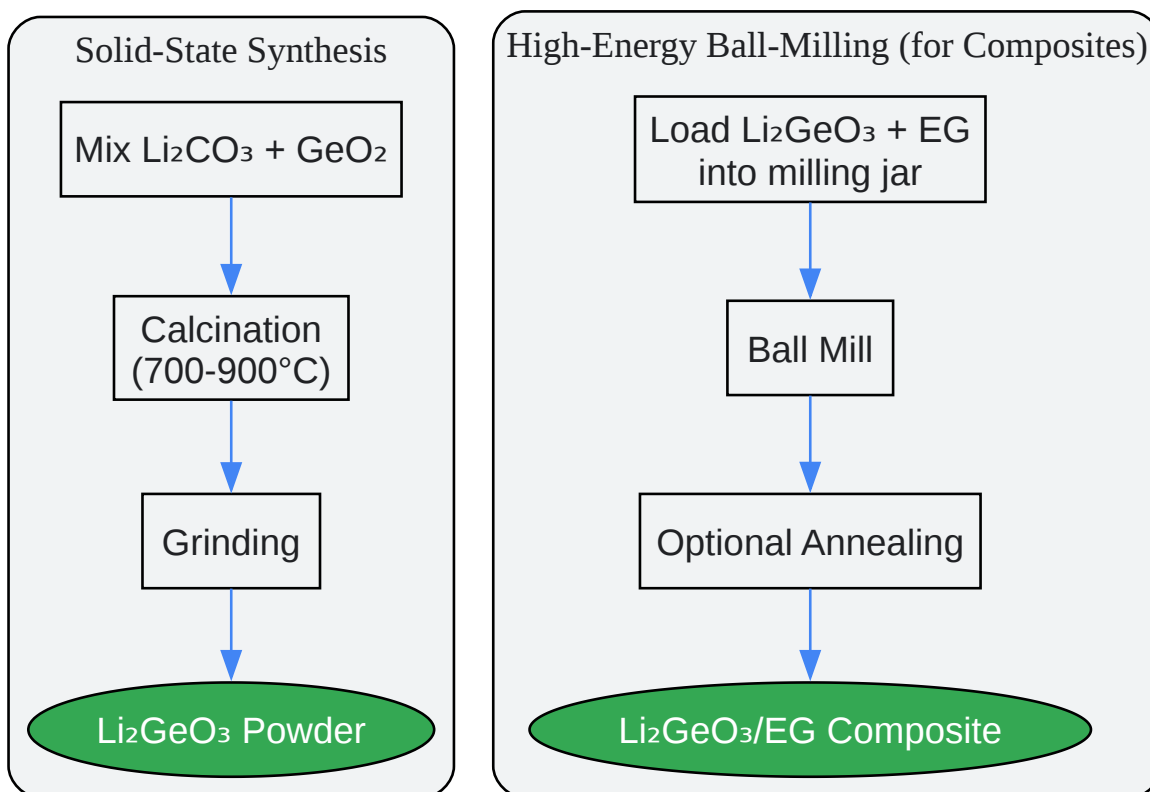 Solid-State Synthesis
Mix Li₂CO₃ + GeO₂
Calcination
(700-900°C)
Grinding
Li₂GeO₃ Powder
High-Energy Ball-Milling (for Composites)
Load Li₂GeO₃ + EG
into milling jar
Ball Mill
Optional Annealing
Li₂GeO₃/EG Composite